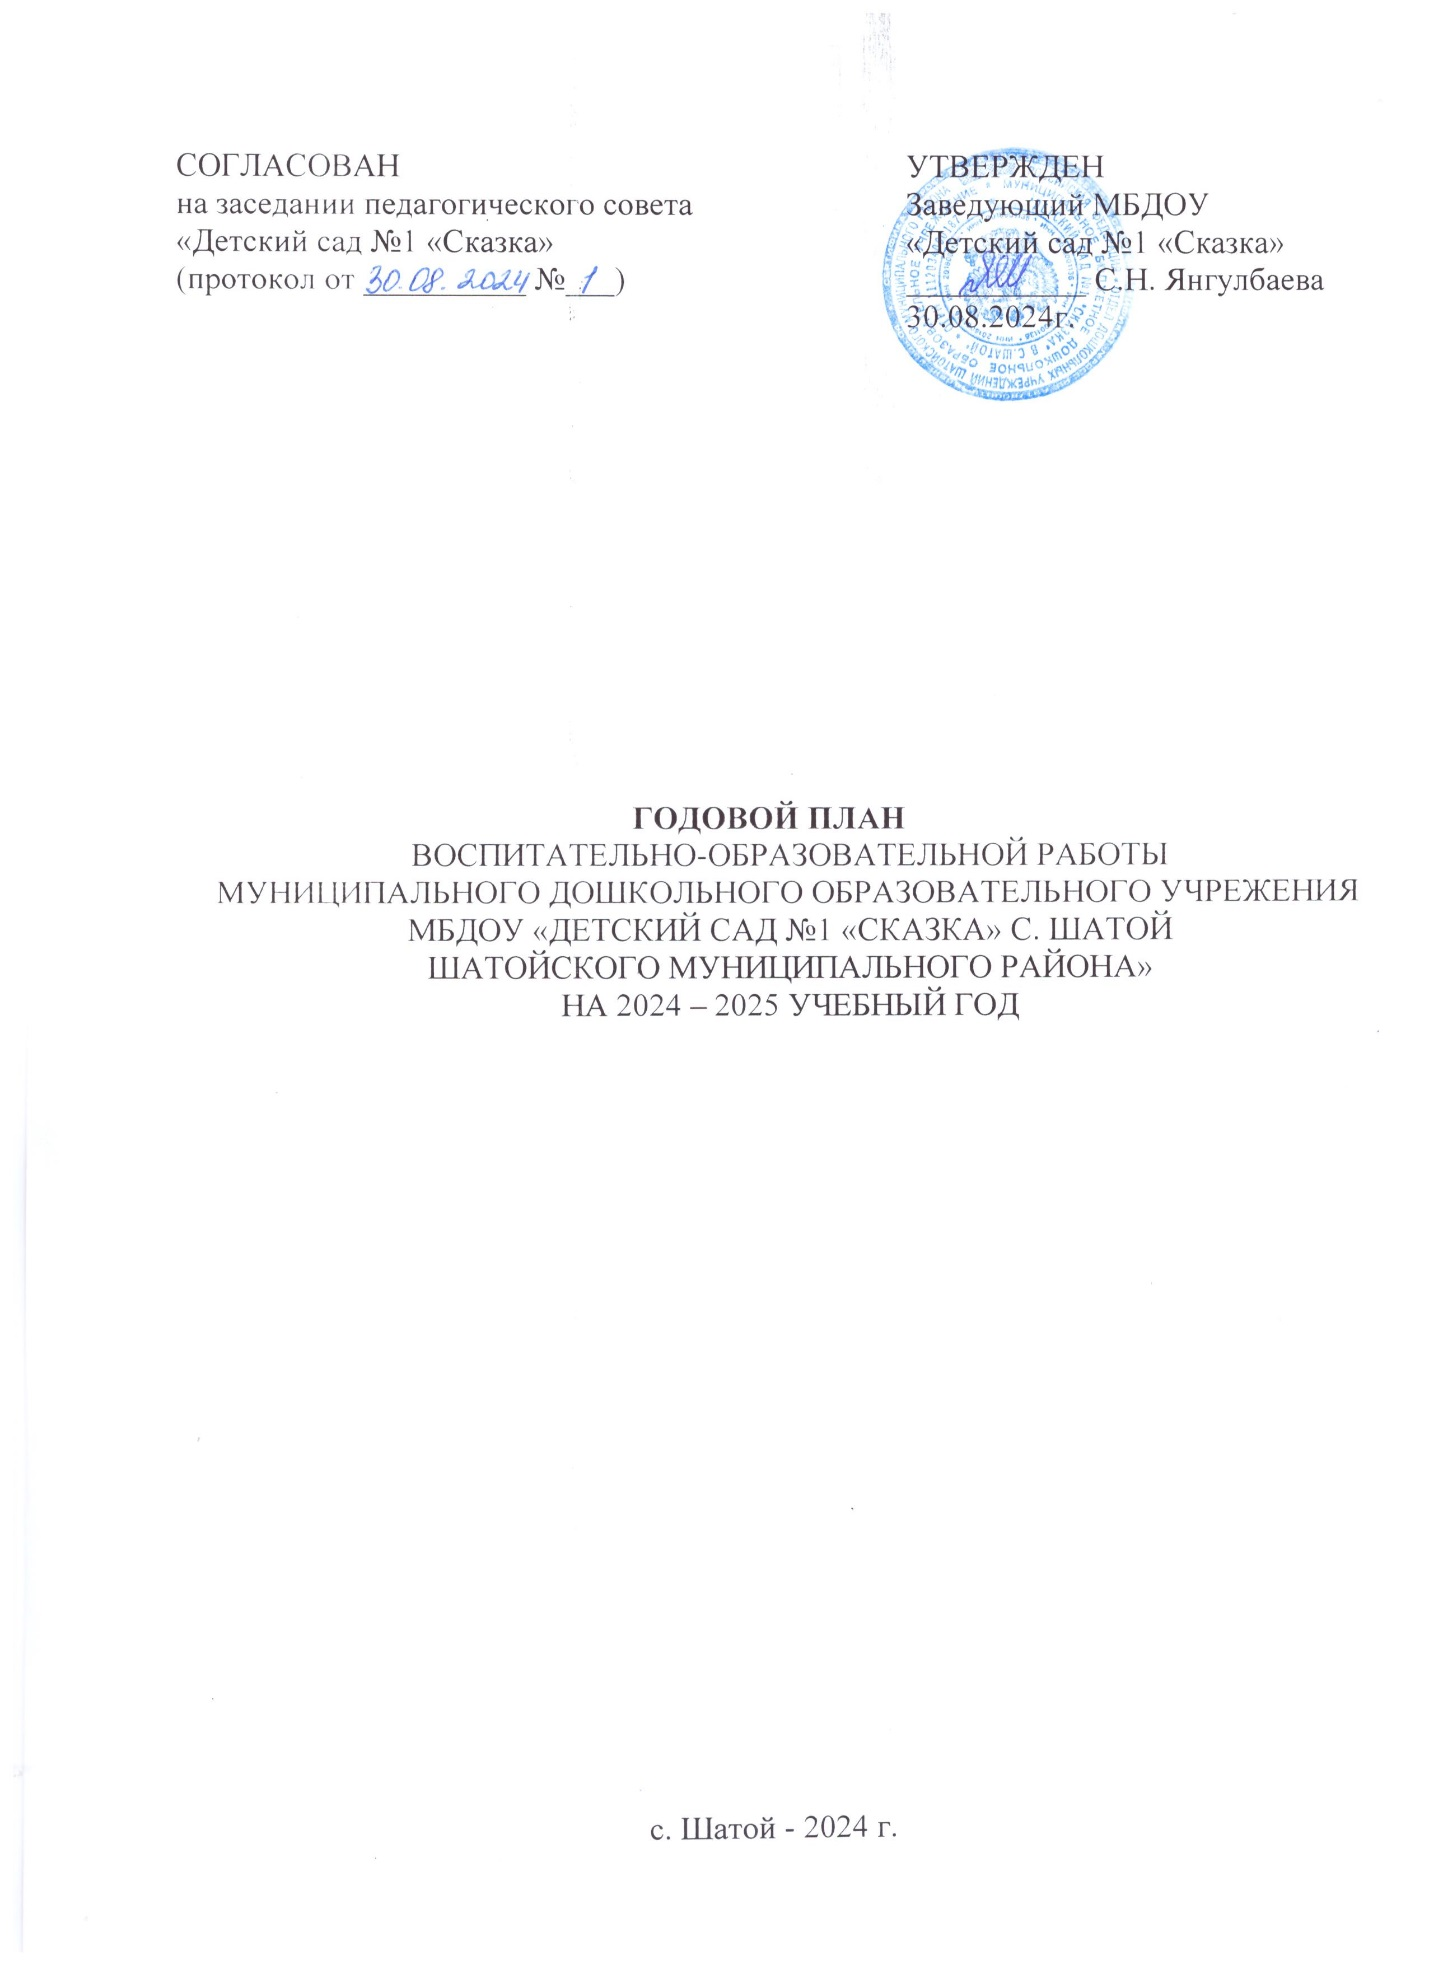 СОГЛАСОВАН
на заседании педагогического совета
«Детский сад №1 «Сказка»
(протокол от 30.08.2024 № 1)
УТВЕРЖДЕН
Заведующий МБДОУ
«Детский сад №1 «Сказка»
С.Н. Янгулбаева
30.08.2024г.
ГОДОВОЙ ПЛАН
ВОСПИТАТЕЛЬНО-ОБРАЗОВАТЕЛЬНОЙ РАБОТЫ
МУНИЦИПАЛЬНОГО ДОШКОЛЬНОГО ОБРАЗОВАТЕЛЬНОГО УЧРЕЖЕНИЯ
МБДОУ «ДЕТСКИЙ САД №1 «СКАЗКА» С. ШАТОЙ
ШАТОЙСКОГО МУНИЦИПАЛЬНОГО РАЙОНА»
НА 2024 – 2025 УЧЕБНЫЙ ГОД
с. Шатой - 2024 г.